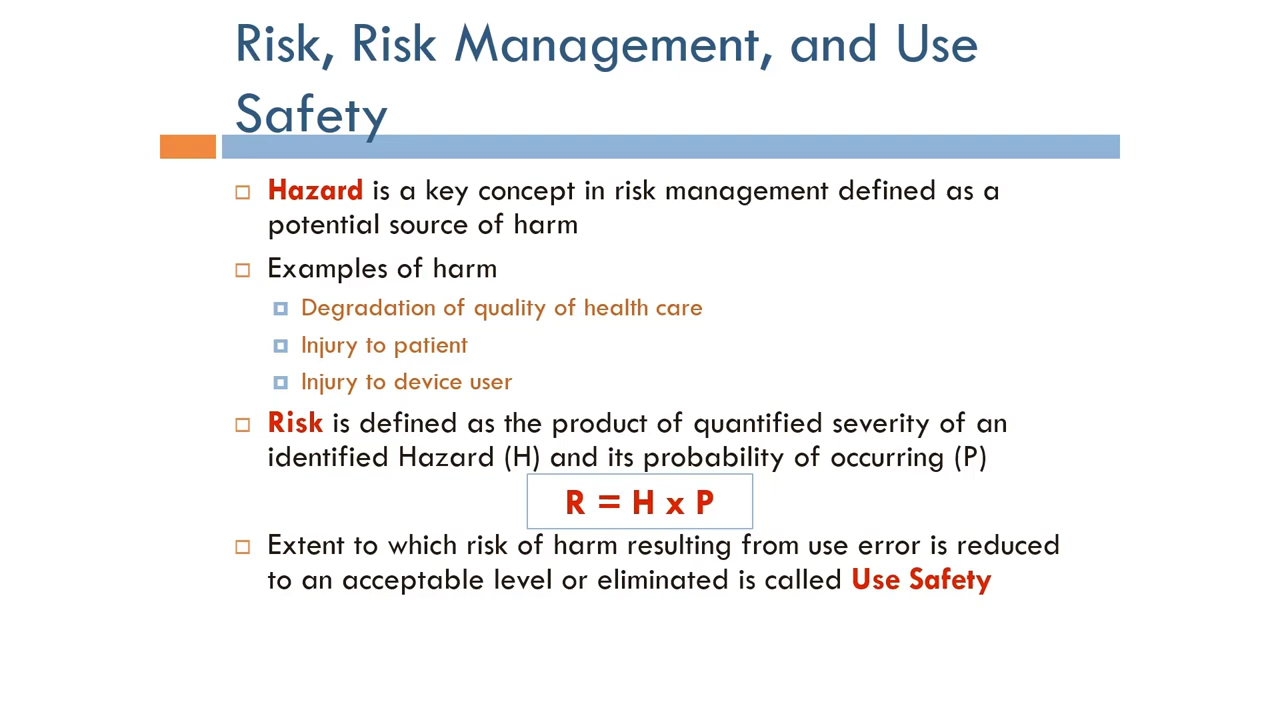 Risk, Risk Management, and Use
Safety
Hazard is a key concept in risk management defined as a
potential source of harm
Examples of harm
Degradation of quality of health care
Injury to patient
Injury to device user
Risk is defined as the product of quantified severity of an
identified Hazard (H) and its probability of occurring (P)
R = H x P
Extent to which risk of harm resulting from use error is reduced
to an acceptable level or eliminated is called Use Safety